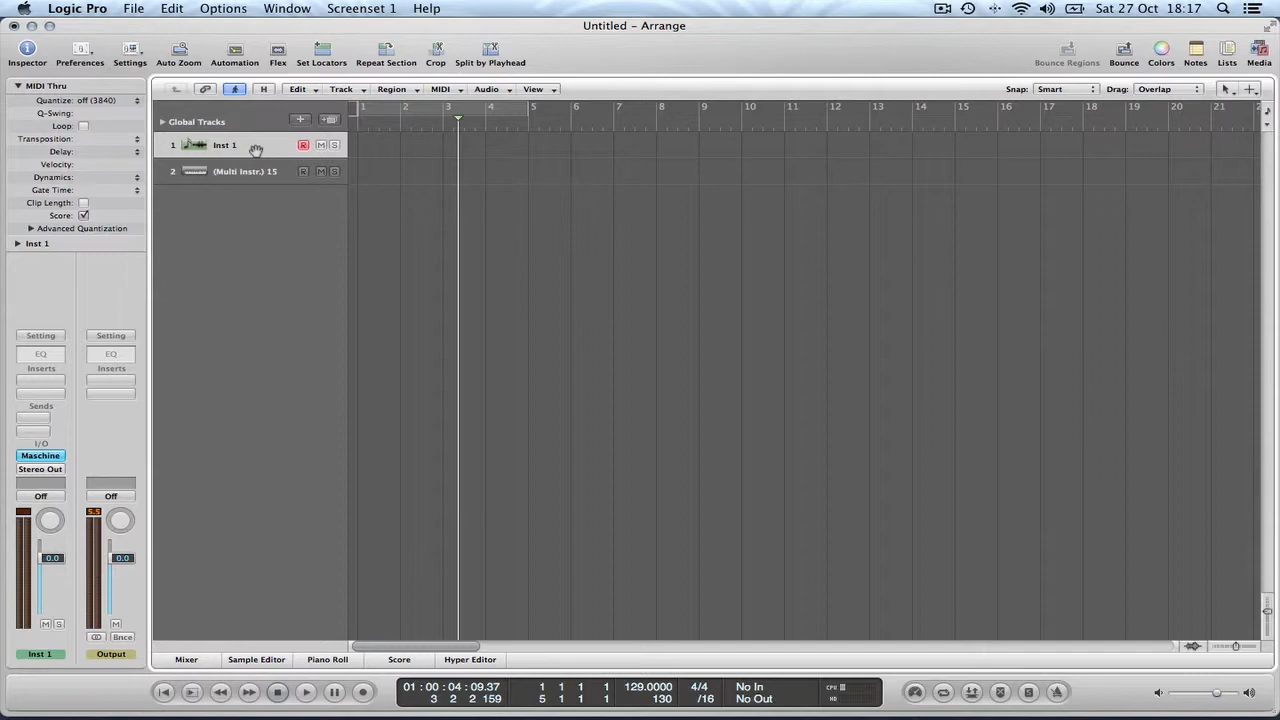 Logic Pro File Edit Options Window Screenset 1 Help Sat 27 Oct 18:17
Untitled - Arrange
Inspector Preferences Settings Auto Zoom Automation Flex Set Locators Repeat Section Crop Split by Playhead Bounce Regions Bounce Colors Notes Lists Media
MIDI Thru
Quantize: off (3840)
Q-Swing:
Loop:
Transposition:
Delay:
Velocity:
Dynamics:
Gate Time:
Clip Length:
Score:
Advanced Quantization
Inst 1
Setting Setting
EQ EQ
Inserts Inserts
Sends
I/O
Maschine
Stereo Out
Off Off
5.5
0.0 0.0
M S M
Bnce
Inst 1 Output
H Edit Track Region MIDI Audio View Snap: Smart Drag: Overlap
1 2 3 4 5 6 7 8 9 10 11 12 13 14 15 16 17 18 19 20 21
Global Tracks
1 Inst 1 R M S
2 (Multi Instr.) 15 R M S
Mixer Sample Editor Piano Roll Score Hyper Editor
01 : 00 : 04 : 09.37 1 1 1 1 129.0000 4/4 No In CPU
3 2 2 159 5 1 1 1 130 /16 No Out HD